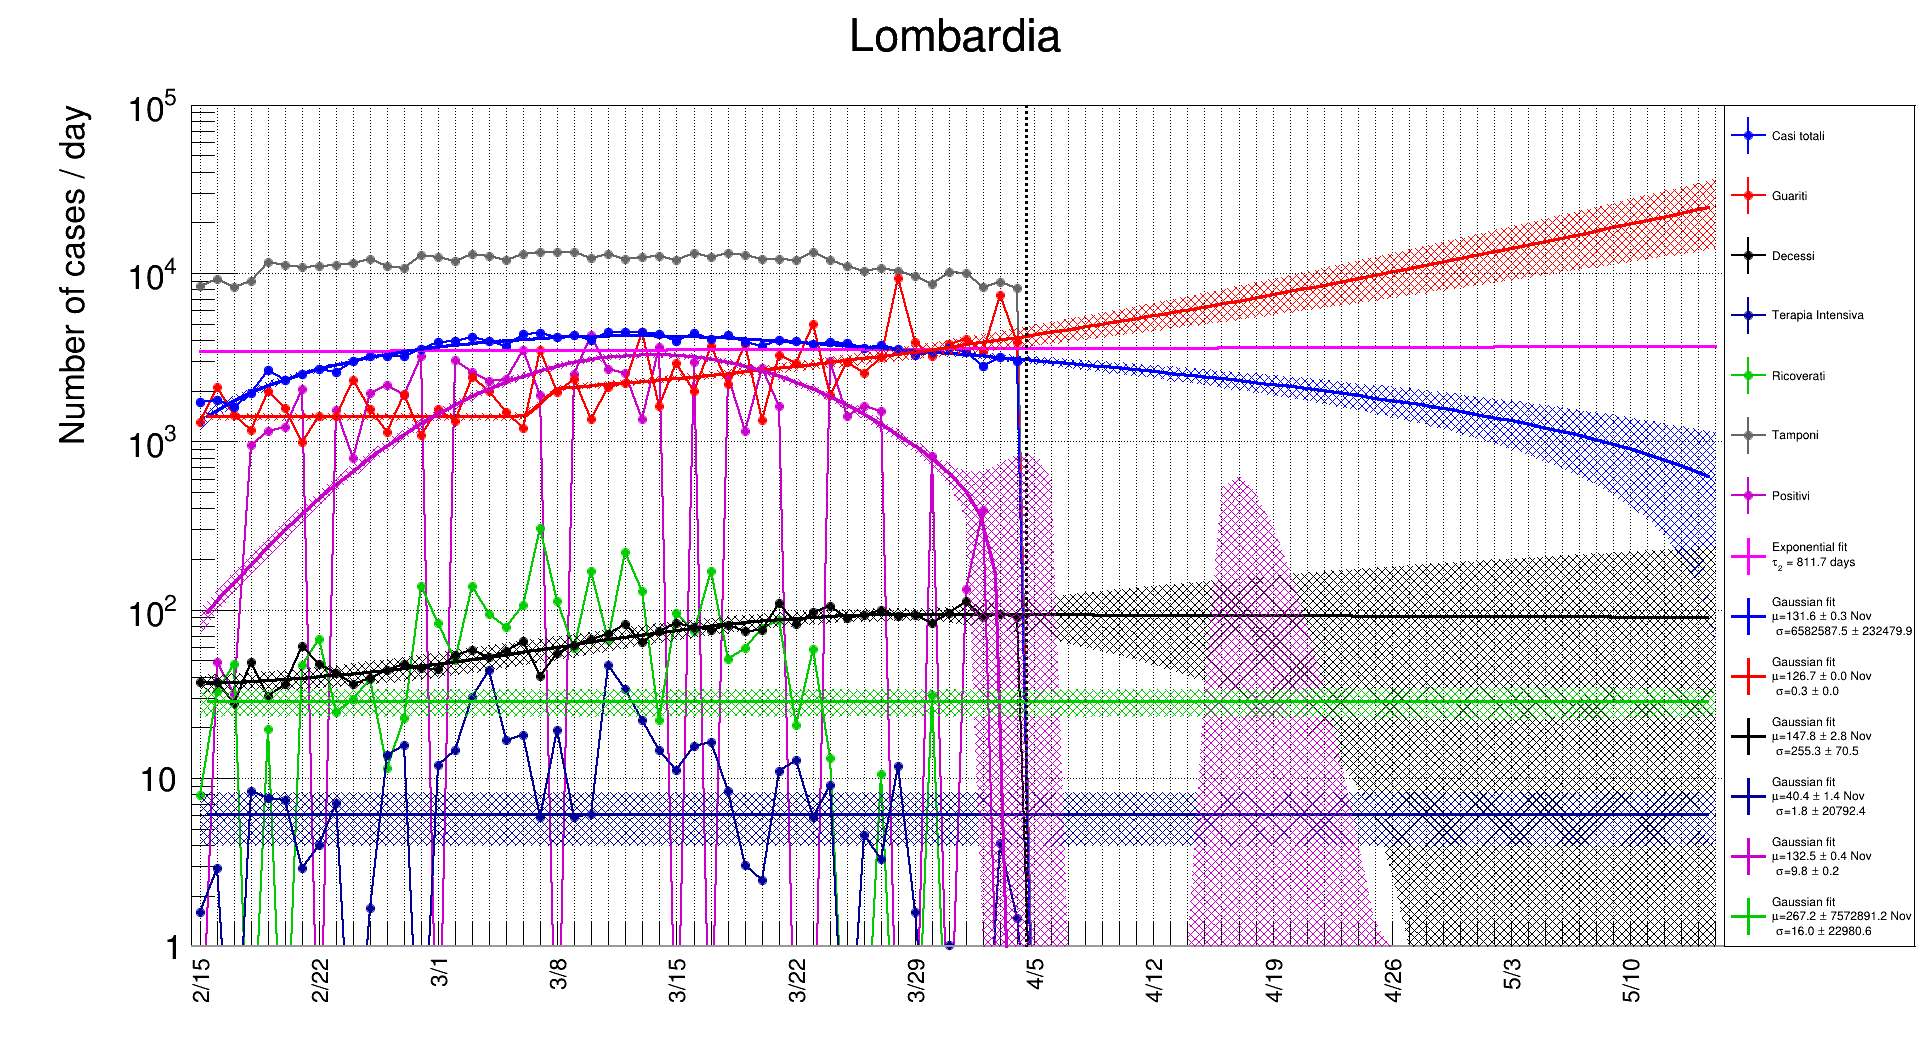 Lombardia
Number of cases / day
10^5
10^4
10^3
10^2
10
1
2/15
2/22
3/1
3/8
3/15
3/22
3/29
4/5
4/12
4/19
4/26
5/3
5/10
Casi totali
Guariti
Decessi
Terapia Intensiva
Ricoverati
Tamponi
Positivi
Exponential fit
τ_2 = 811.7 days
Gaussian fit
μ=131.6 ± 0.3 Nov
σ=6582587.5 ± 232479.9
Gaussian fit
μ=126.7 ± 0.0 Nov
σ=0.3 ± 0.0
Gaussian fit
μ=147.8 ± 2.8 Nov
σ=255.3 ± 70.5
Gaussian fit
μ=40.4 ± 1.4 Nov
σ=1.8 ± 20792.4
Gaussian fit
μ=132.5 ± 0.4 Nov
σ=9.8 ± 0.2
Gaussian fit
μ=267.2 ± 7572891.2 Nov
σ=16.0 ± 22980.6